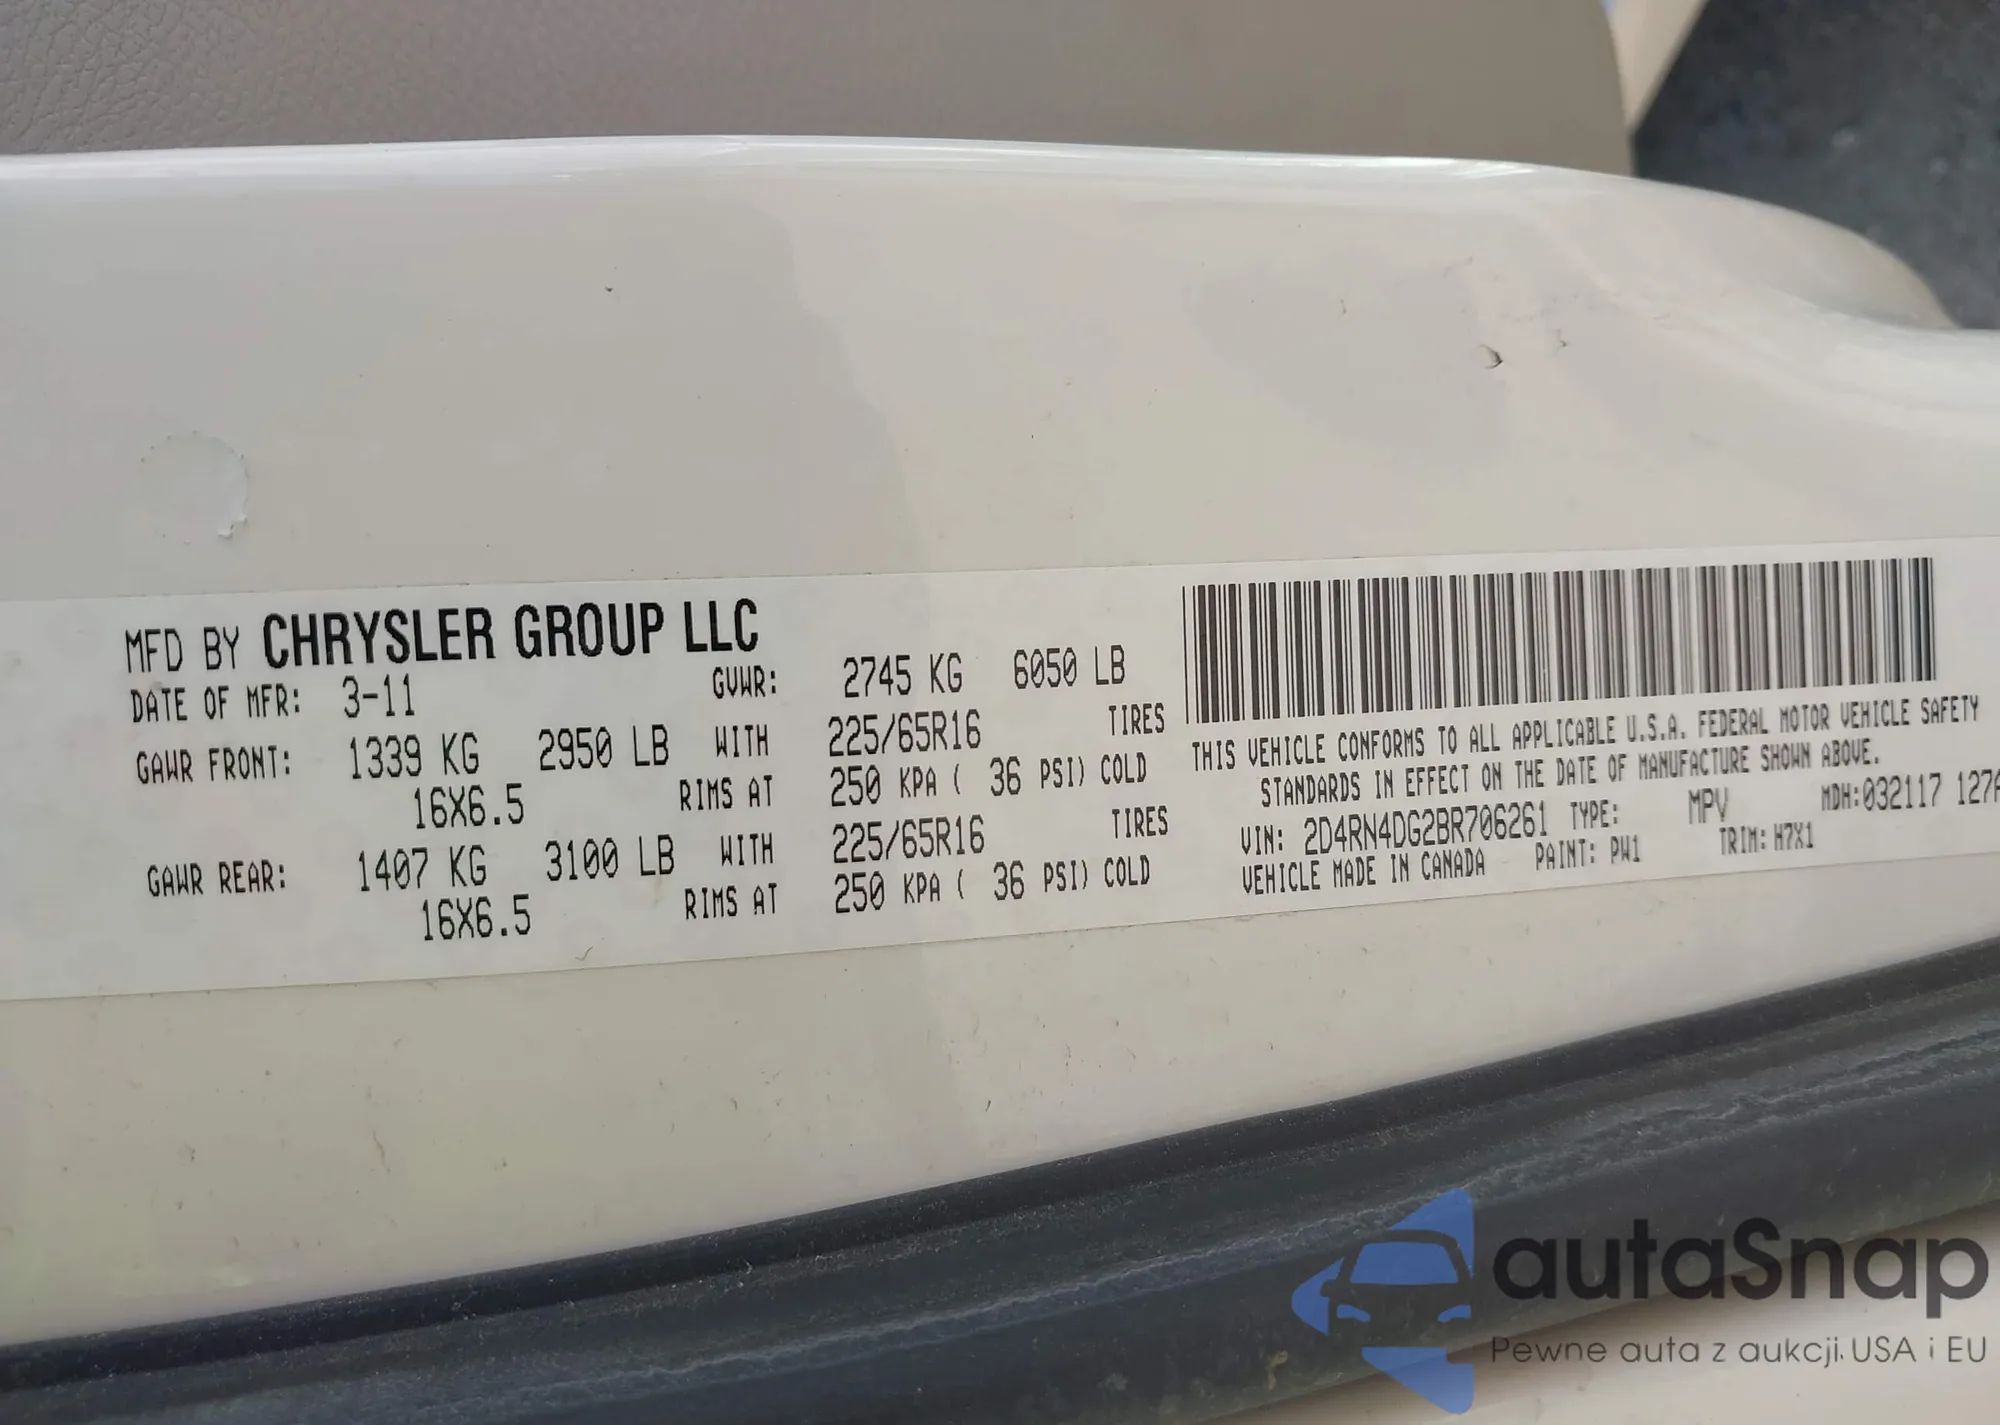 MFD BY CHRYSLER GROUP LLC
DATE OF MFR: 3-11 GVWR: 2745 KG 6050 LB
GAWR FRONT: 1339 KG 2950 LB WITH 225/65R16 TIRES
16X6.5 RIMS AT 250 KPA ( 36 PSI) COLD
GAWR REAR: 1407 KG 3100 LB WITH 225/65R16 TIRES
16X6.5 RIMS AT 250 KPA ( 36 PSI) COLD
THIS VEHICLE CONFORMS TO ALL APPLICABLE U.S.A. FEDERAL MOTOR VEHICLE SAFETY
STANDARDS IN EFFECT ON THE DATE OF MANUFACTURE SHOWN ABOVE.
VIN: 2D4RN4DG2BR706261 TYPE: MPV MDH:032117 127A
VEHICLE MADE IN CANADA PAINT: PW1 TRIM: H7X1
autaSnap
Pewne auta z aukcji USA i EU